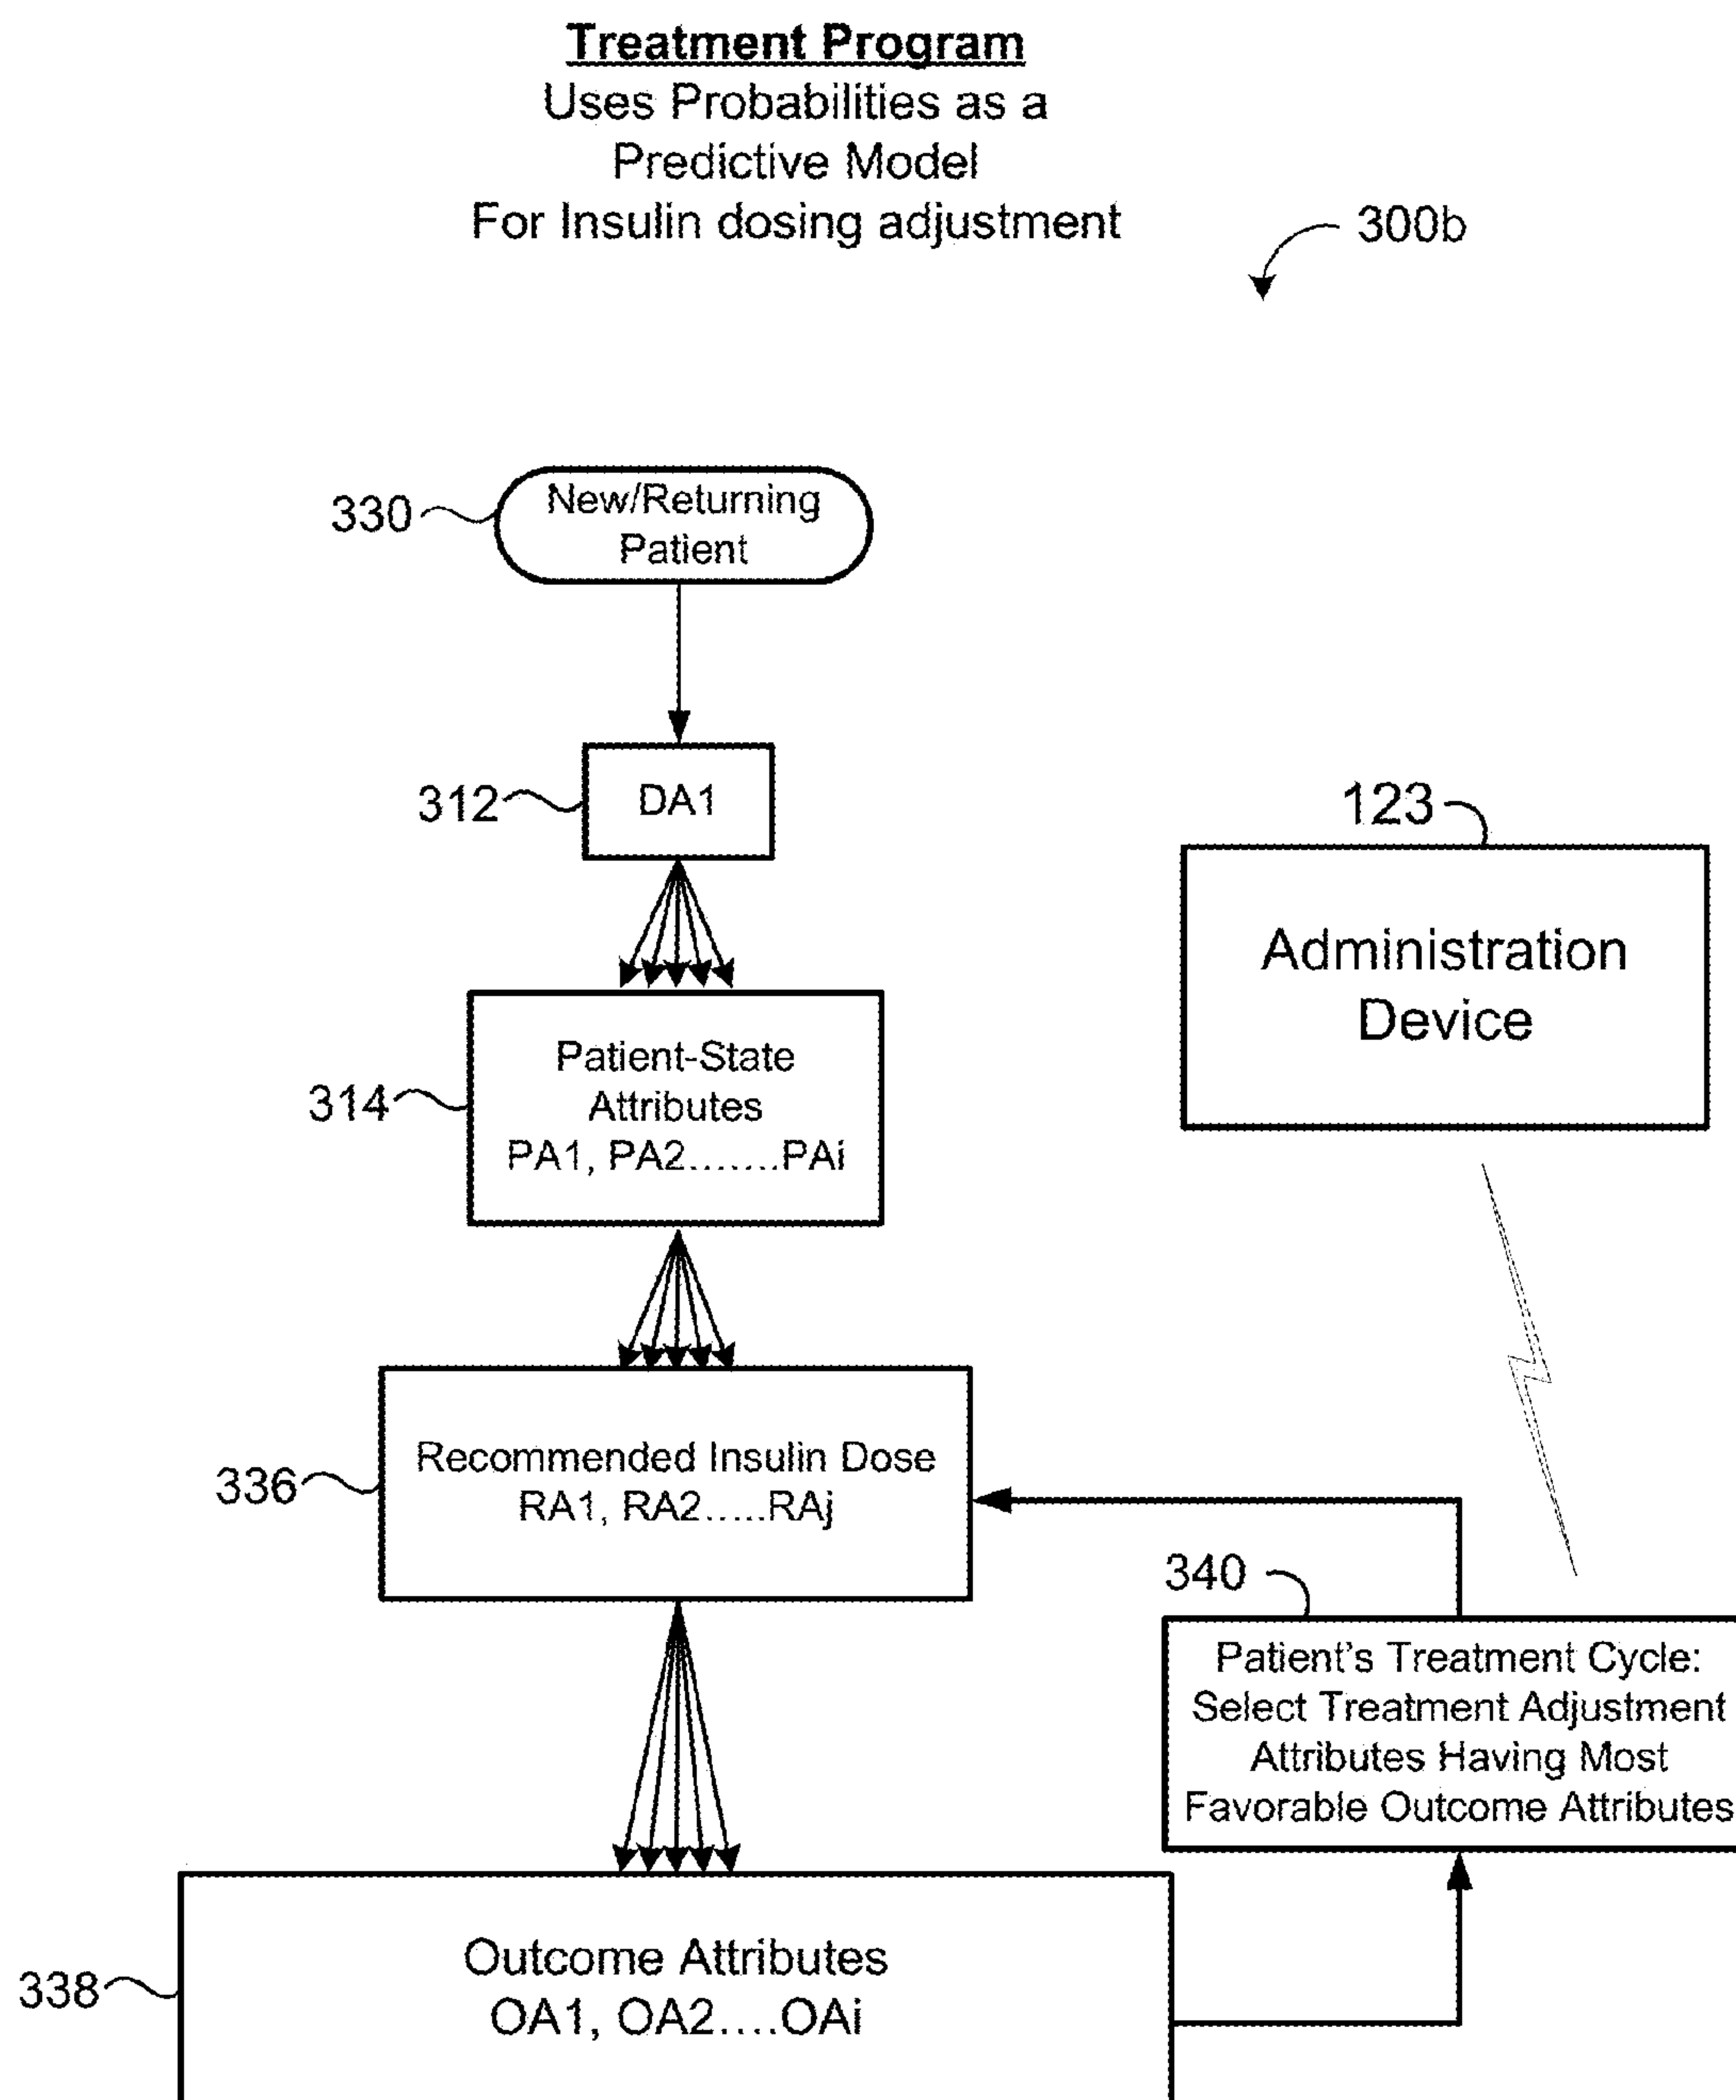 Treatment Program
Uses Probabilities as a
Predictive Model
For Insulin dosing adjustment
300b
330
New/Returning
Patient
312
DA1
123
Administration
Device
314
Patient-State
Attributes
PA1, PA2.......PAi
336
Recommended Insulin Dose
RA1, RA2.....RAj
340
Patient's Treatment Cycle:
Select Treatment Adjustment
Attributes Having Most
Favorable Outcome Attributes
338
Outcome Attributes
OA1, OA2....OAi